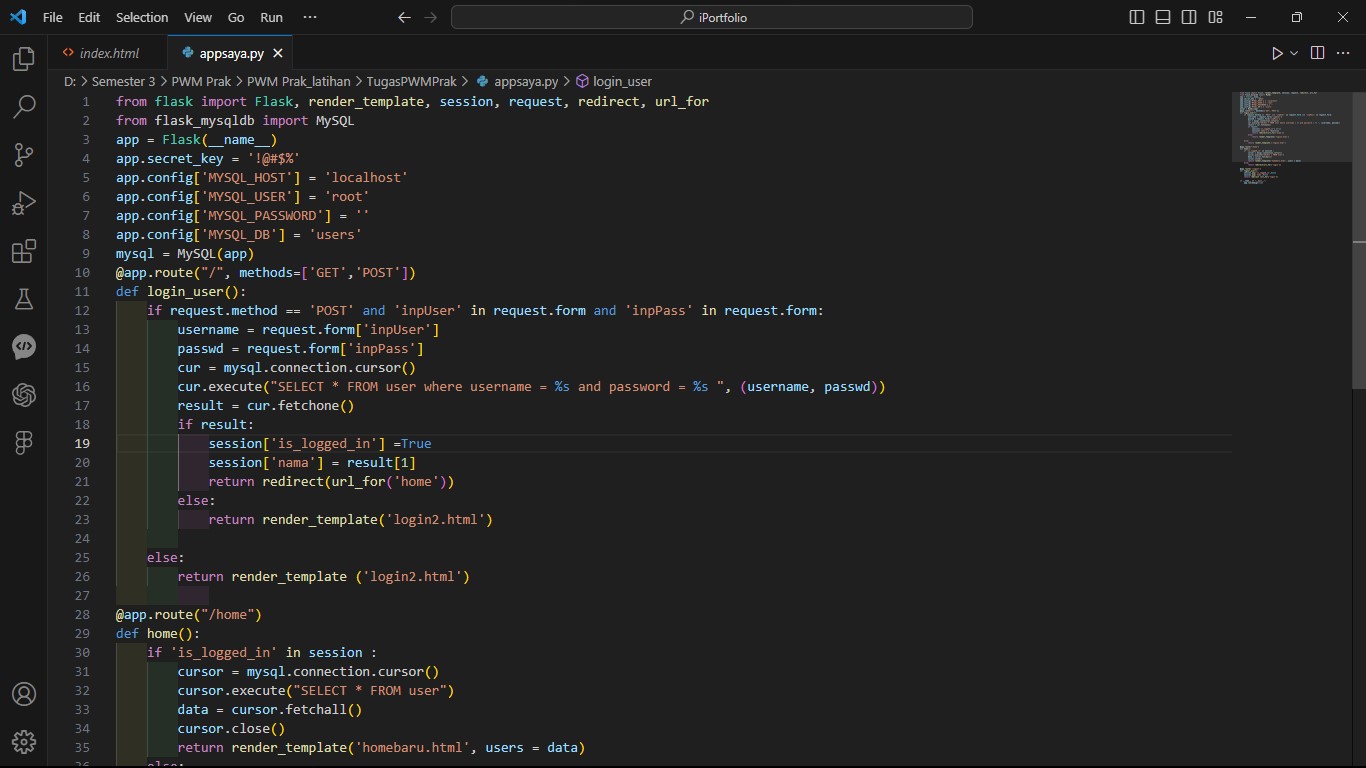 File Edit Selection View Go Run ··· iPortfolio
index.html appsaya.py
D: > Semester 3 > PWM Prak > PWM Prak_latihan > TugasPWMPrak > appsaya.py > login_user
1 from flask import Flask, render_template, session, request, redirect, url_for
2 from flask_mysqldb import MySQL
3 app = Flask(__name__)
4 app.secret_key = '!@#$%'
5 app.config['MYSQL_HOST'] = 'localhost'
6 app.config['MYSQL_USER'] = 'root'
7 app.config['MYSQL_PASSWORD'] = ''
8 app.config['MYSQL_DB'] = 'users'
9 mysql = MySQL(app)
10 @app.route("/", methods=['GET','POST'])
11 def login_user():
12     if request.method == 'POST' and 'inpUser' in request.form and 'inpPass' in request.form:
13         username = request.form['inpUser']
14         passwd = request.form['inpPass']
15         cur = mysql.connection.cursor()
16         cur.execute("SELECT * FROM user where username = %s and password = %s ", (username, passwd))
17         result = cur.fetchone()
18         if result:
19             session['is_logged_in'] =True
20             session['nama'] = result[1]
21             return redirect(url_for('home'))
22         else:
23             return render_template('login2.html')
24
25     else:
26         return render_template ('login2.html')
27
28 @app.route("/home")
29 def home():
30     if 'is_logged_in' in session :
31         cursor = mysql.connection.cursor()
32         cursor.execute("SELECT * FROM user")
33         data = cursor.fetchall()
34         cursor.close()
35         return render_template('homebaru.html', users = data)
36     else: